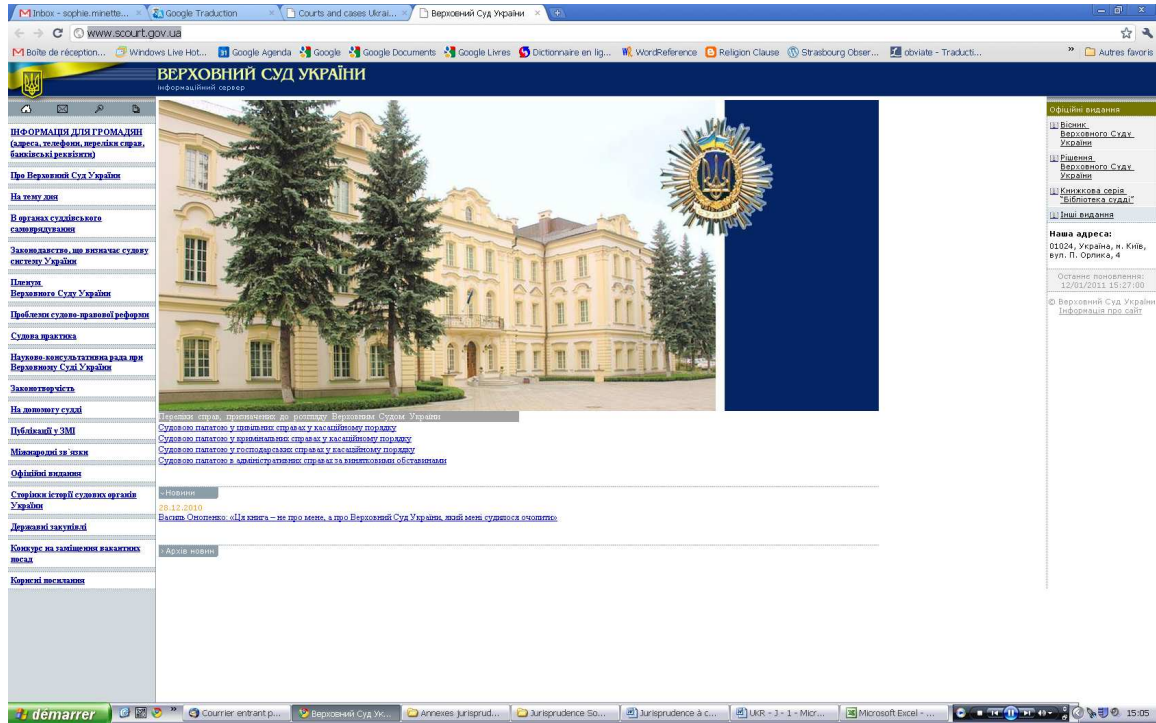 Inbox - sophie.minette...
Google Traduction
Courts and cases Ukrai...
Верховний Суд України
www.scourt.gov.ua
Boîte de réception...
Windows Live Hot...
Google Agenda
Google
Google Documents
Google Livres
Dictionnaire en lig...
WordReference
Religion Clause
Strasbourg Obser...
obviate - Traducti...
»
Autres favoris
ВЕРХОВНИЙ СУД УКРАЇНИ
інформаційний сервер
ІНФОРМАЦІЯ ДЛЯ ГРОМАДЯН
(адреса, телефони, переліки справ,
банківські реквізити)
Про Верховний Суд України
На тему дня
В органах суддівського
самоврядування
Законодавство, що визначає судову
систему України
Пленум
Верховного Суду України
Проблеми судово-правової реформи
Судова практика
Науково-консультативна рада при
Верховному Суді України
Законотворчість
На допомогу судді
Публікації у ЗМІ
Міжнародні зв'язки
Офіційні видання
Сторінки історії судових органів
України
Державні закупівлі
Конкурс на заміщення вакантних
посад
Корисні посилання
Переліки справ, призначених до розгляду Верховним Судом України
Судовою палатою у цивільних справах у касаційному порядку
Судовою палатою у кримінальних справах у касаційному порядку
Судовою палатою у господарських справах у касаційному порядку
Судовою палатою в адміністративних справах за винятковими обставинами
Новини
28.12.2010
Василь Онопенко: «Ця книга – не про мене, а про Верховний Суд України, який мені судилося очолити»
Архів новин
Офіційні видання
Вісник
Верховного Суду
України
Рішення
Верховного Суду
України
Книжкова серія
"Бібліотека судді"
Інші видання
Наша адреса:
01024, Україна, м. Київ,
вул. П. Орлика, 4
Останнє поновлення:
12/01/2011 15:27:00
© Верховний Суд України
Інформація про сайт
démarrer
»
Courrier entrant p...
Верховний Суд Ук...
Annexes jurisprud...
Jurisprudence So...
Jurisprudence à c...
UKR - J - 1 - Micr...
Microsoft Excel - ...
15:05